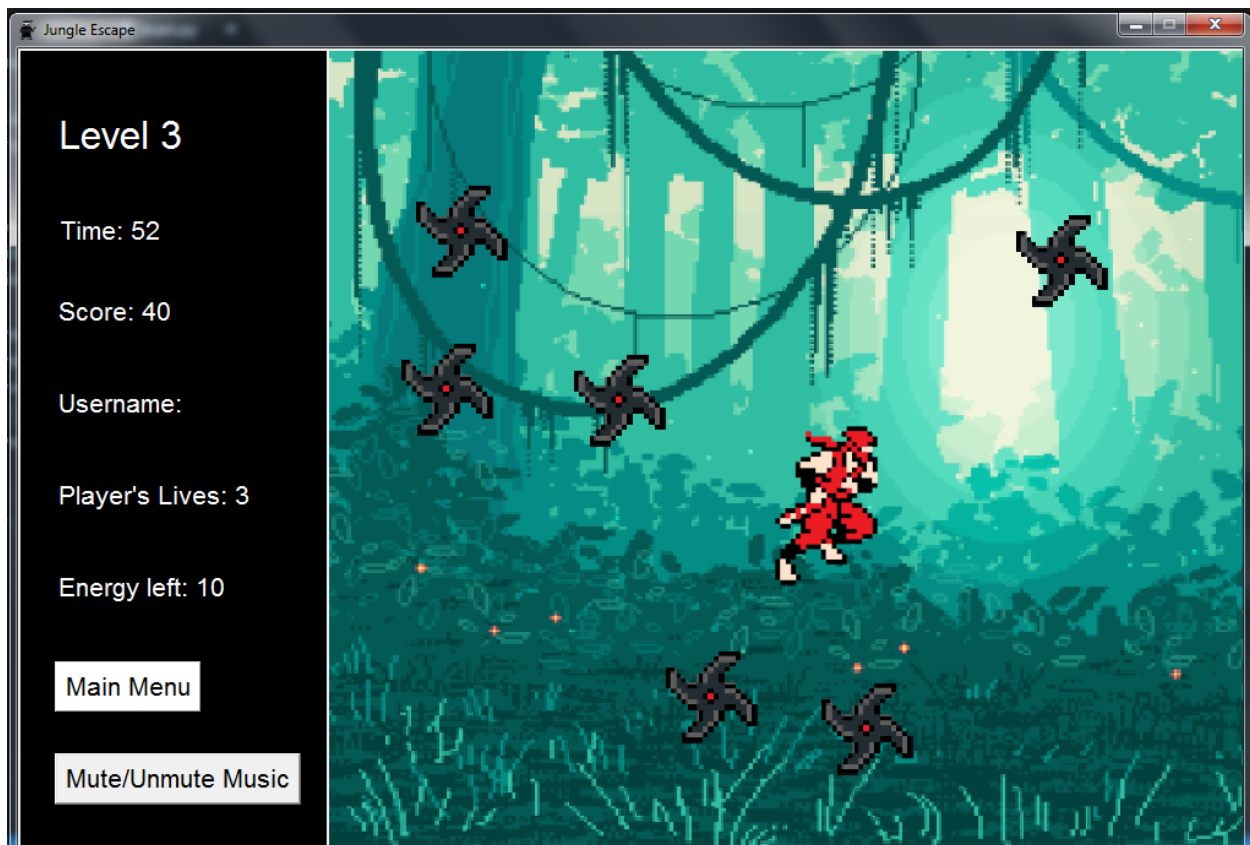 Jungle Escape
Level 3
Time: 52
Score: 40
Username:
Player's Lives: 3
Energy left: 10
Main Menu
Mute/Unmute Music